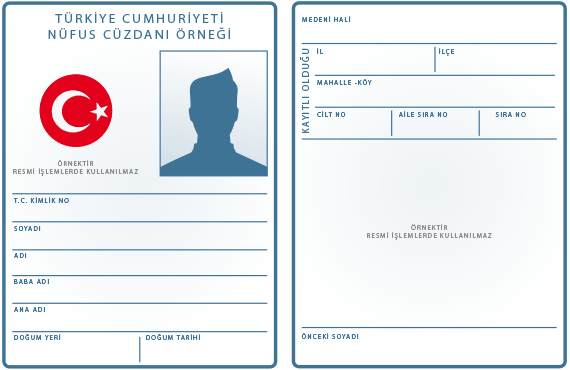 TÜRKİYE CUMHURİYETİ
NÜFUS CÜZDANI ÖRNEĞİ
ÖRNEKTİR
RESMİ İŞLEMLERDE KULLANILMAZ
T.C. KİMLİK NO
SOYADI
ADI
BABA ADI
ANA ADI
DOĞUM YERİ DOĞUM TARİHİ
MEDENİ HALİ
KAYITLI OLDUĞU
İL İLÇE
MAHALLE -KÖY
CİLT NO AİLE SIRA NO SIRA NO
ÖRNEKTİR
RESMİ İŞLEMLERDE KULLANILMAZ
ÖNCEKİ SOYADI